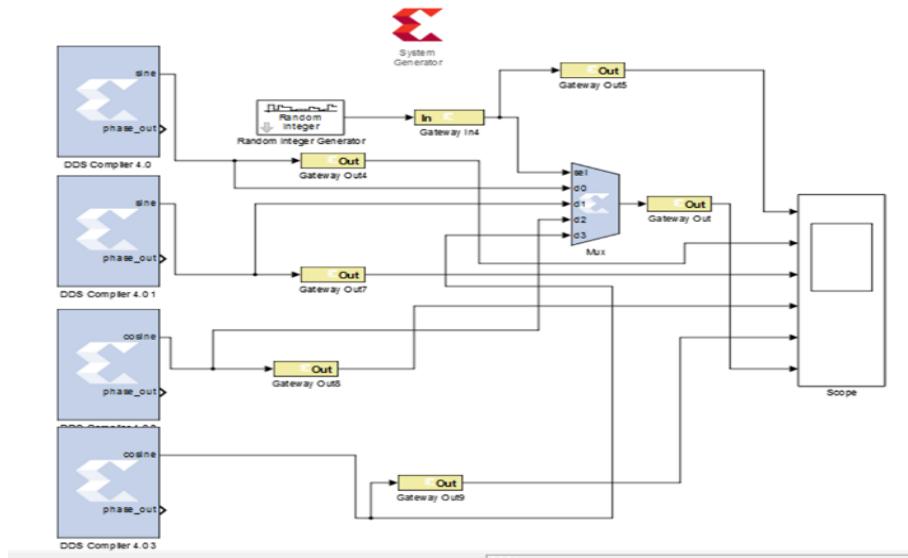 System
Generator
sine
phase_out
DDS Compiler 4.0
Random
Integer
Random Integer Generator
In
Gateway In4
Out
Gateway Out5
Out
Gateway Out4
sel
d0
d1
d2
d3
Mux
Out
Gateway Out
sine
phase_out
DDS Compiler 4.0 1
Out
Gateway Out7
cosine
phase_out
Out
Gateway Out8
Scope
cosine
phase_out
DDS Compiler 4.0 3
Out
Gateway Out9